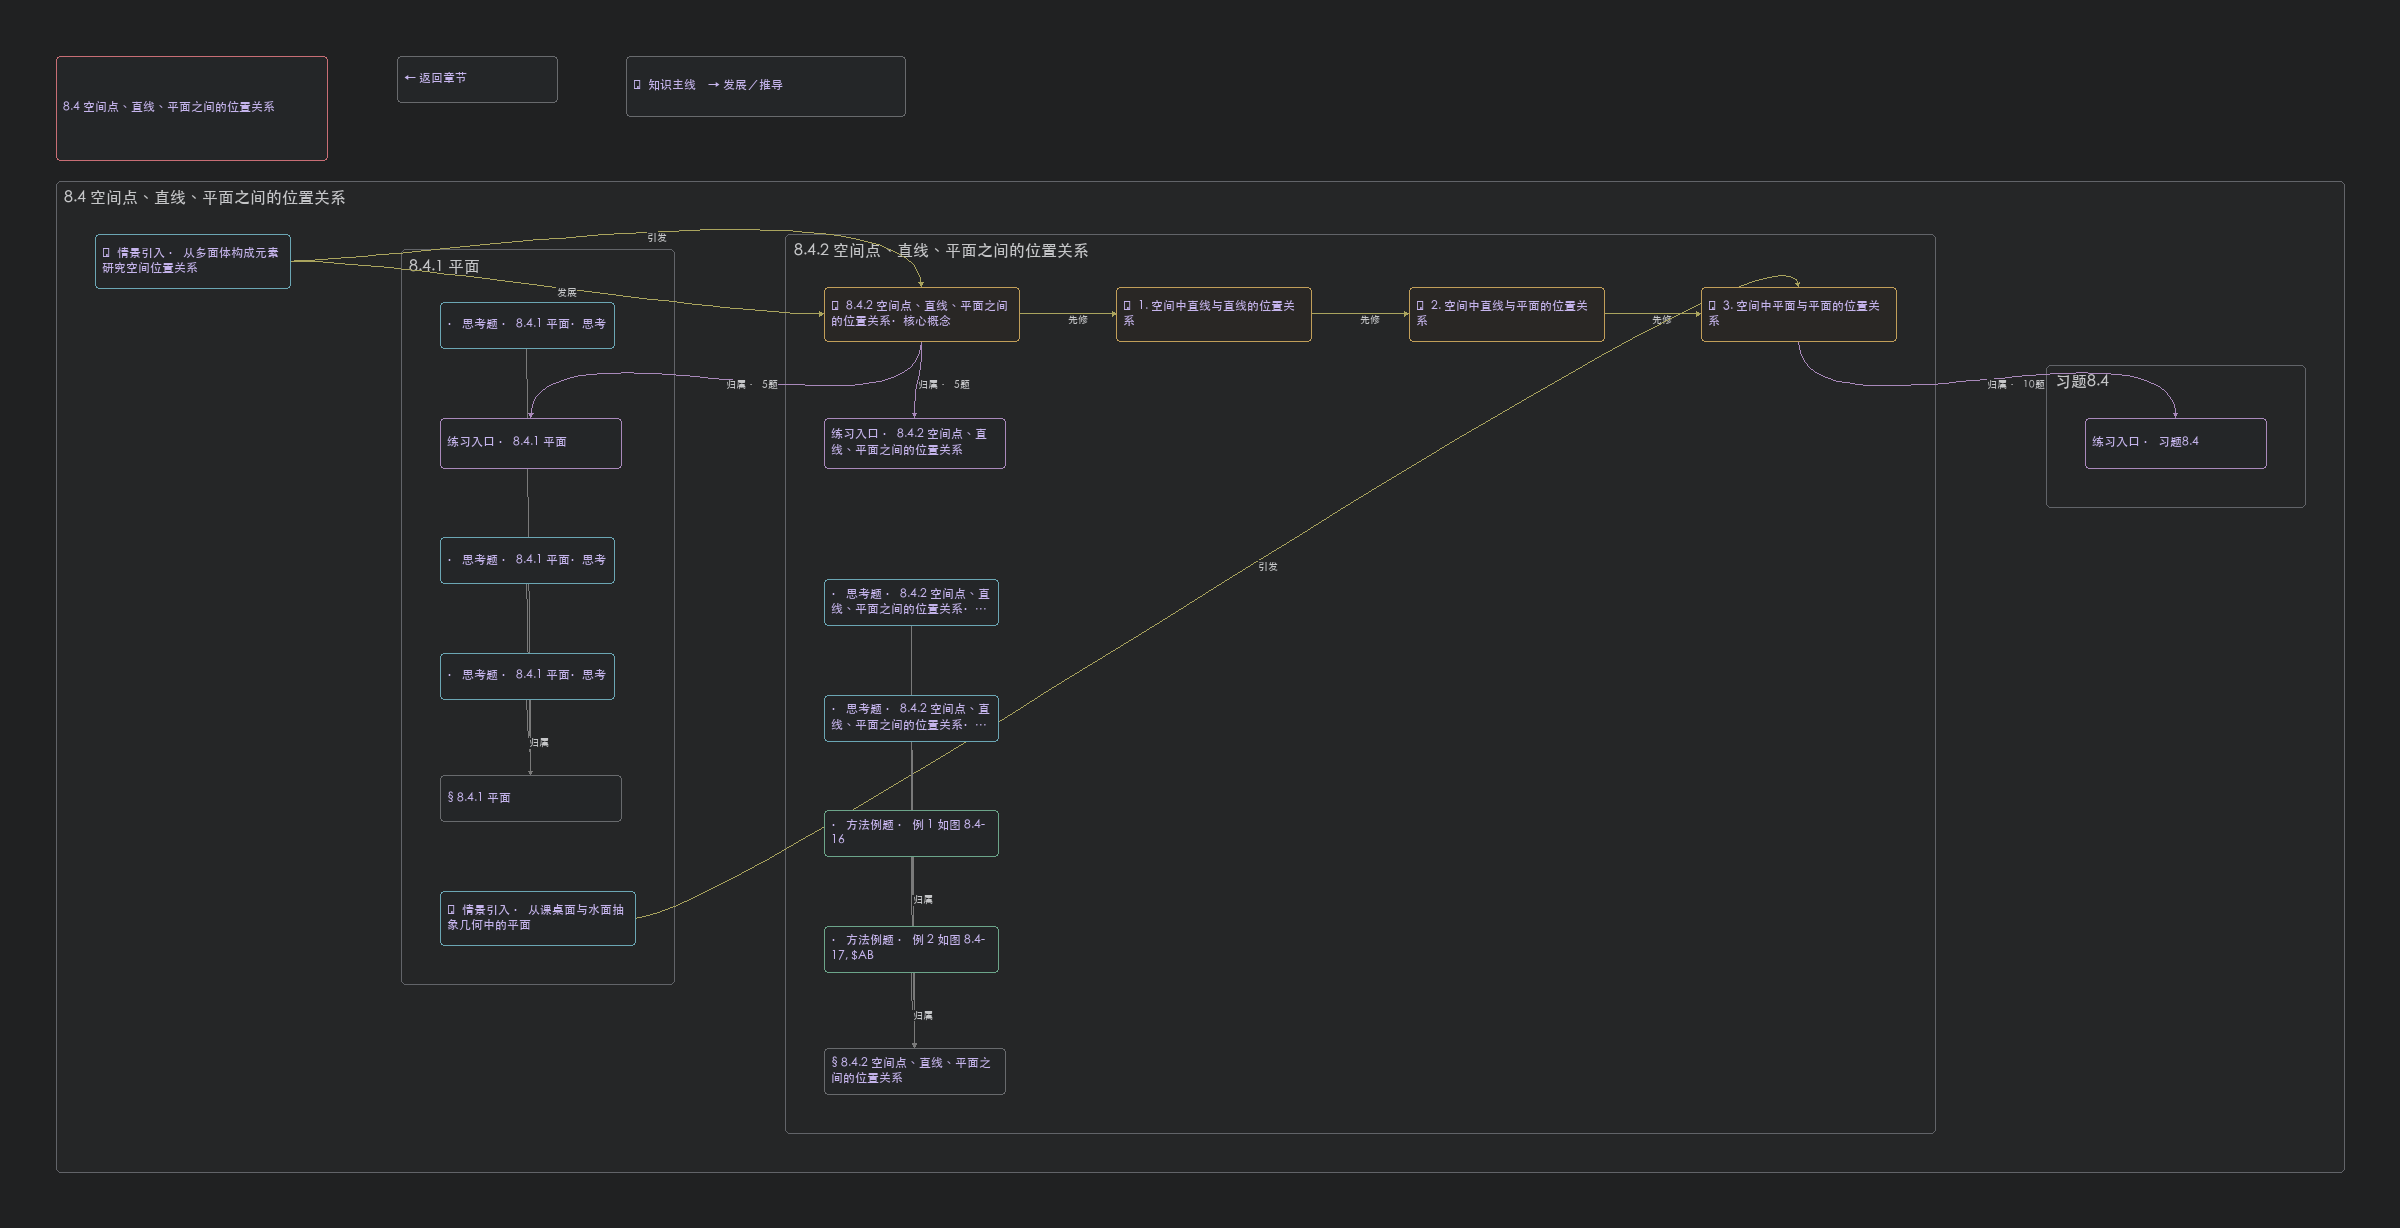 8.4 空间点、直线、平面之间的位置关系
← 返回章节
知识主线 → 发展／推导
8.4 空间点、直线、平面之间的位置关系
情景引入 · 从多面体构成元素
研究空间位置关系
引发
发展
8.4.1 平面
· 思考题 · 8.4.1 平面 · 思考
练习入口 · 8.4.1 平面
· 思考题 · 8.4.1 平面 · 思考
· 思考题 · 8.4.1 平面 · 思考
归属
§ 8.4.1 平面
情景引入 · 从课桌面与水面抽
象几何中的平面
8.4.2 空间点、直线、平面之间的位置关系
8.4.2 空间点、直线、平面之间
的位置关系 · 核心概念
先修
1. 空间中直线与直线的位置关
系
先修
2. 空间中直线与平面的位置关
系
先修
3. 空间中平面与平面的位置关
系
归属 · 5题
归属 · 5题
练习入口 · 8.4.2 空间点、直
线、平面之间的位置关系
引发
· 思考题 · 8.4.2 空间点、直
线、平面之间的位置关系 · …
· 思考题 · 8.4.2 空间点、直
线、平面之间的位置关系 · …
· 方法例题 · 例 1 如图 8.4-
16
归属
· 方法例题 · 例 2 如图 8.4-
17, $AB
归属
§ 8.4.2 空间点、直线、平面之
间的位置关系
归属 · 10题
习题8.4
练习入口 · 习题8.4